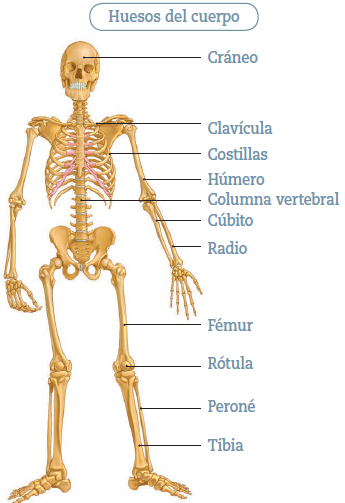 Huesos del cuerpo
Cráneo
Clavícula
Costillas
Húmero
Columna vertebral
Cúbito
Radio
Fémur
Rótula
Peroné
Tibia